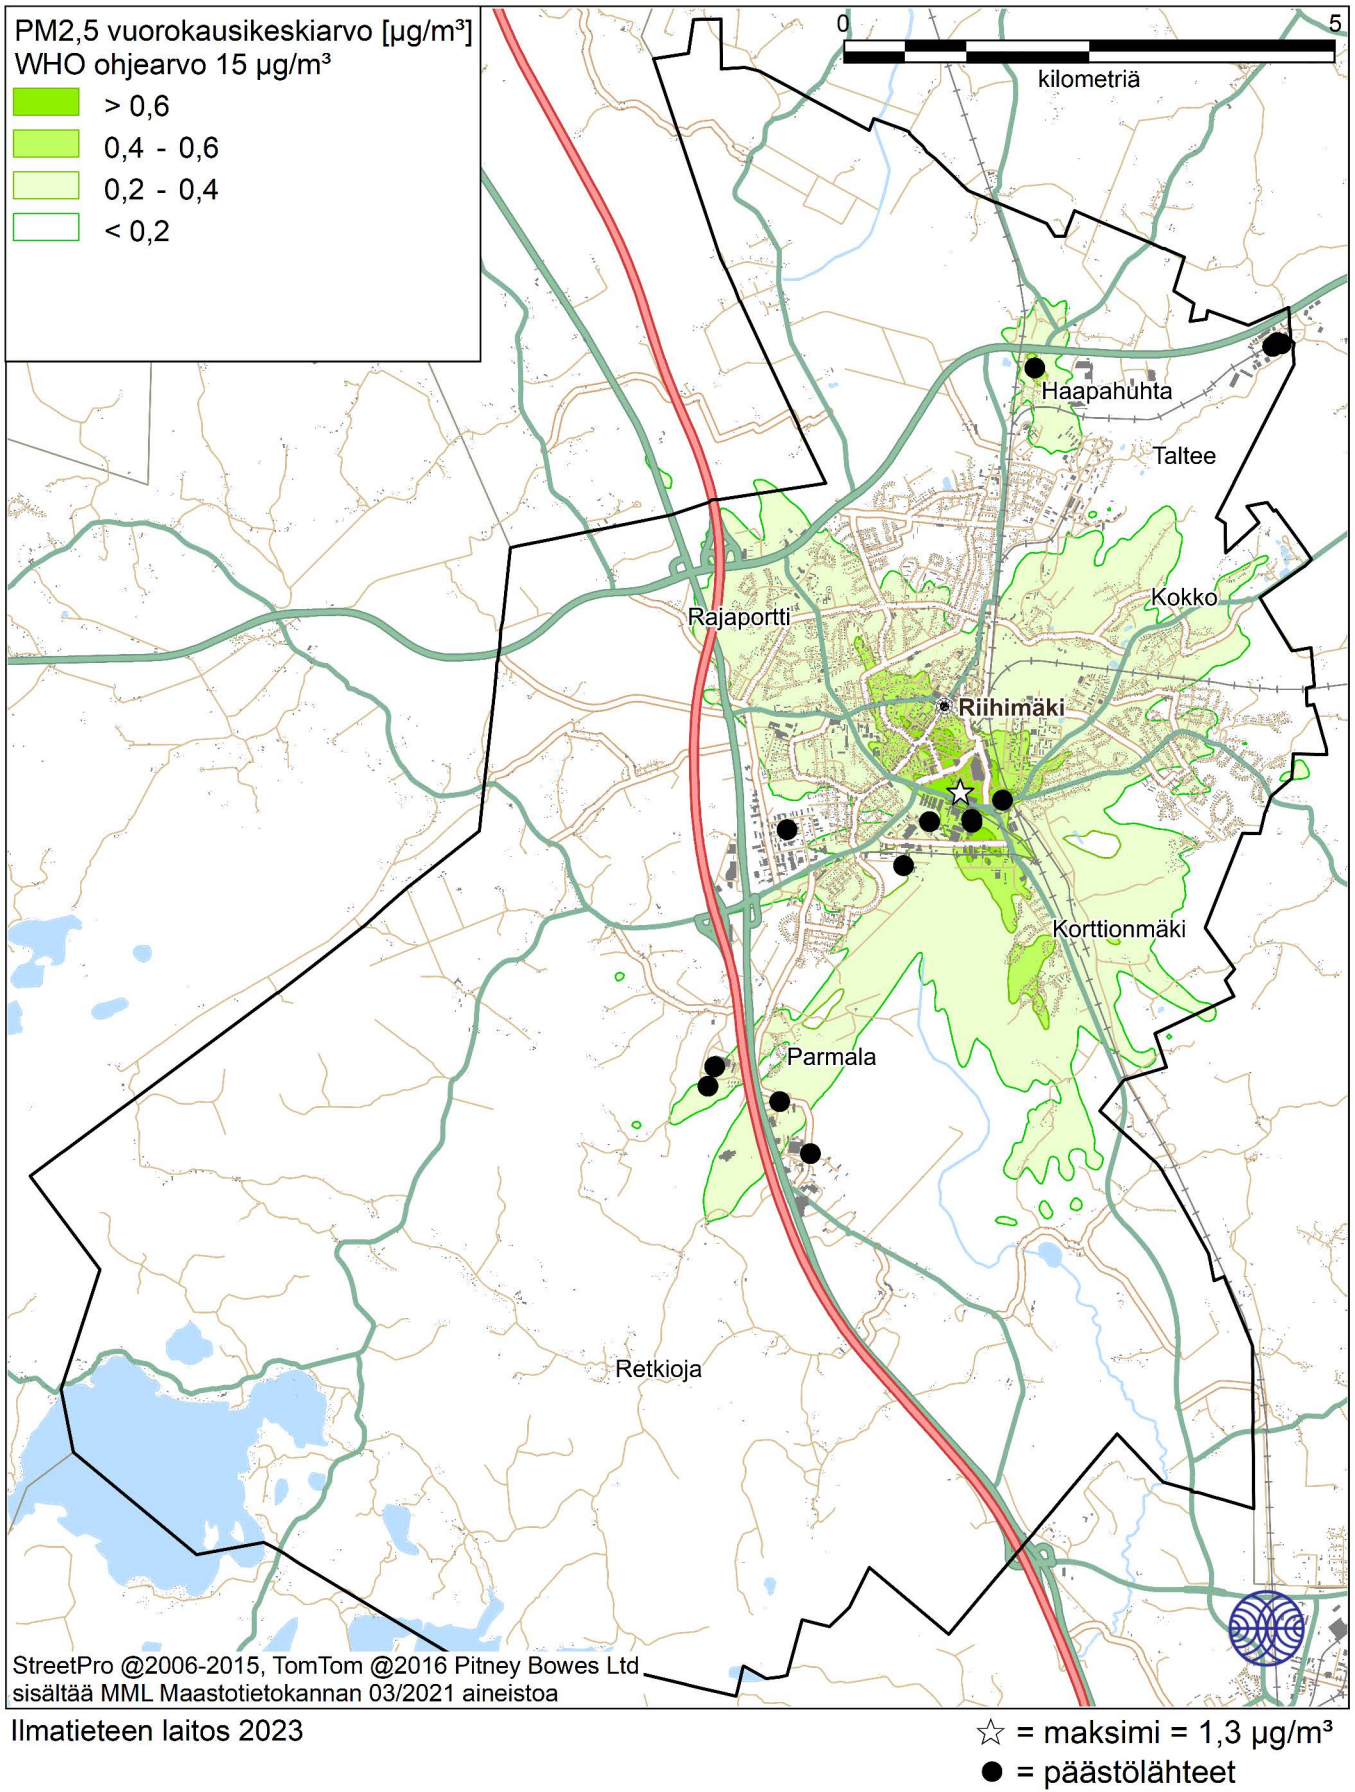 PM2,5 vuorokausikeskiarvo [µg/m³]
WHO ohjearvo 15 µg/m³
> 0,6
0,4 - 0,6
0,2 - 0,4
< 0,2
0 5
kilometriä
Haapahuhta
Taltee
Kokko
Rajaportti
Riihimäki
Korttionmäki
Parmala
Retkioja
StreetPro @2006-2015, TomTom @2016 Pitney Bowes Ltd
sisältää MML Maastotietokannan 03/2021 aineistoa
Ilmatieteen laitos 2023
= maksimi = 1,3 µg/m³
= päästölähteet